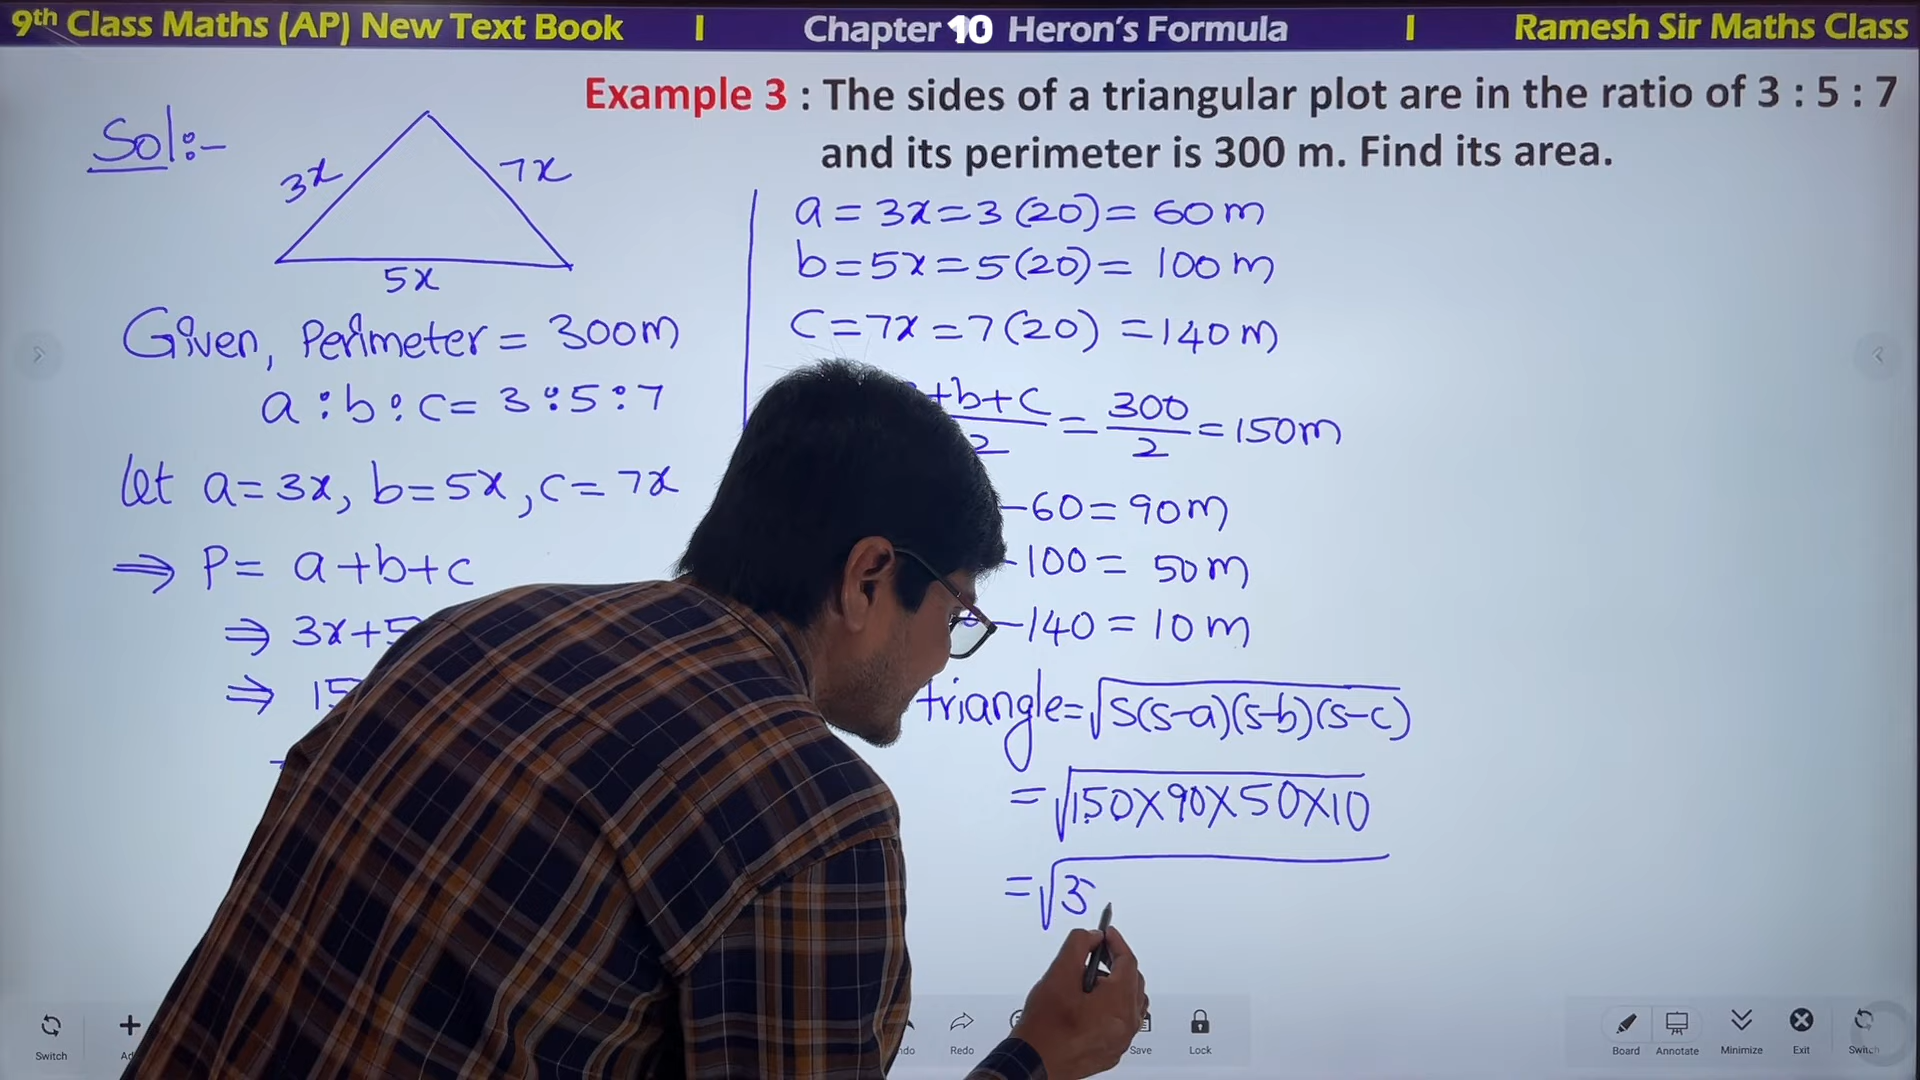 9th Class Maths (AP) New Text Book I Chapter 10 Heron's Formula I Ramesh Sir Maths Class
Example 3 : The sides of a triangular plot are in the ratio of 3 : 5 : 7
and its perimeter is 300 m. Find its area.
Sol:-
3x
7x
5x
Given, Perimeter = 300m
a : b : c = 3 : 5 : 7
let a = 3x, b = 5x, c = 7x
⇒ P = a + b + c
⇒ 3x + 5
⇒ 15
a = 3x = 3 (20) = 60 m
b = 5x = 5 (20) = 100 m
c = 7x = 7 (20) = 140 m
+b+c/2 = 300/2 = 150m
-60 = 90m
-100 = 50m
-140 = 10m
triangle = √s(s-a)(s-b)(s-c)
= √150×90×50×10
= √3
Switch
Redo
Save
Lock
Board
Annotate
Minimize
Exit
Switch